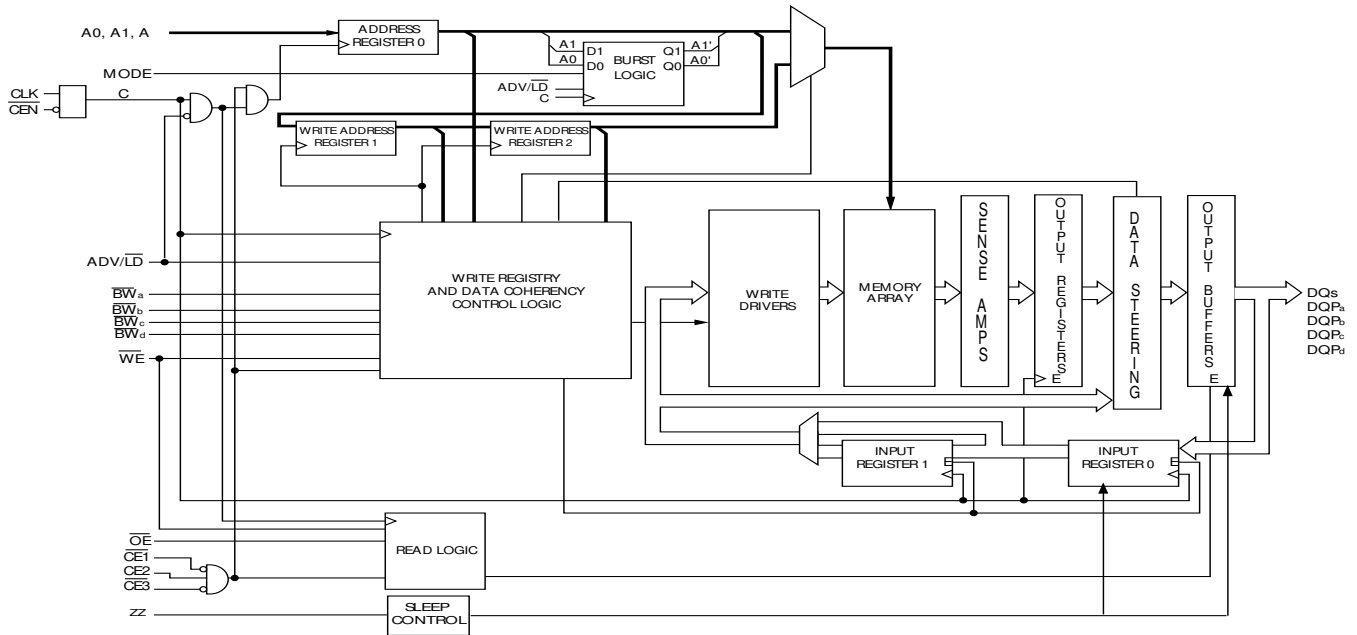 A0, A1, A
ADDRESS
REGISTER 0
MODE
A1
A0
D1
D0
BURST
LOGIC
Q1
Q0
A1'
A0'
ADV/LD
C
CLK
CEN
C
WRITE ADDRESS
REGISTER 1
WRITE ADDRESS
REGISTER 2
ADV/LD
BWa
BWb
BWc
BWd
WE
WRITE REGISTRY
AND DATA COHERENCY
CONTROL LOGIC
WRITE
DRIVERS
MEMORY
ARRAY
SENSE AMPS
OUTPUT REGISTERS
E
DATA STEERING
OUTPUT BUFFERS
E
DQs
DQPa
DQPb
DQPc
DQPd
INPUT
REGISTER 1
E
INPUT
REGISTER 0
E
OE
CE1
CE2
CE3
READ LOGIC
ZZ
SLEEP
CONTROL